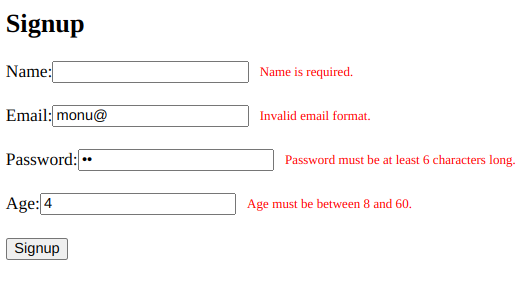 Signup
Name: Name is required.
Email: monu@ Invalid email format.
Password: •• Password must be at least 6 characters long.
Age: 4 Age must be between 8 and 60.
Signup